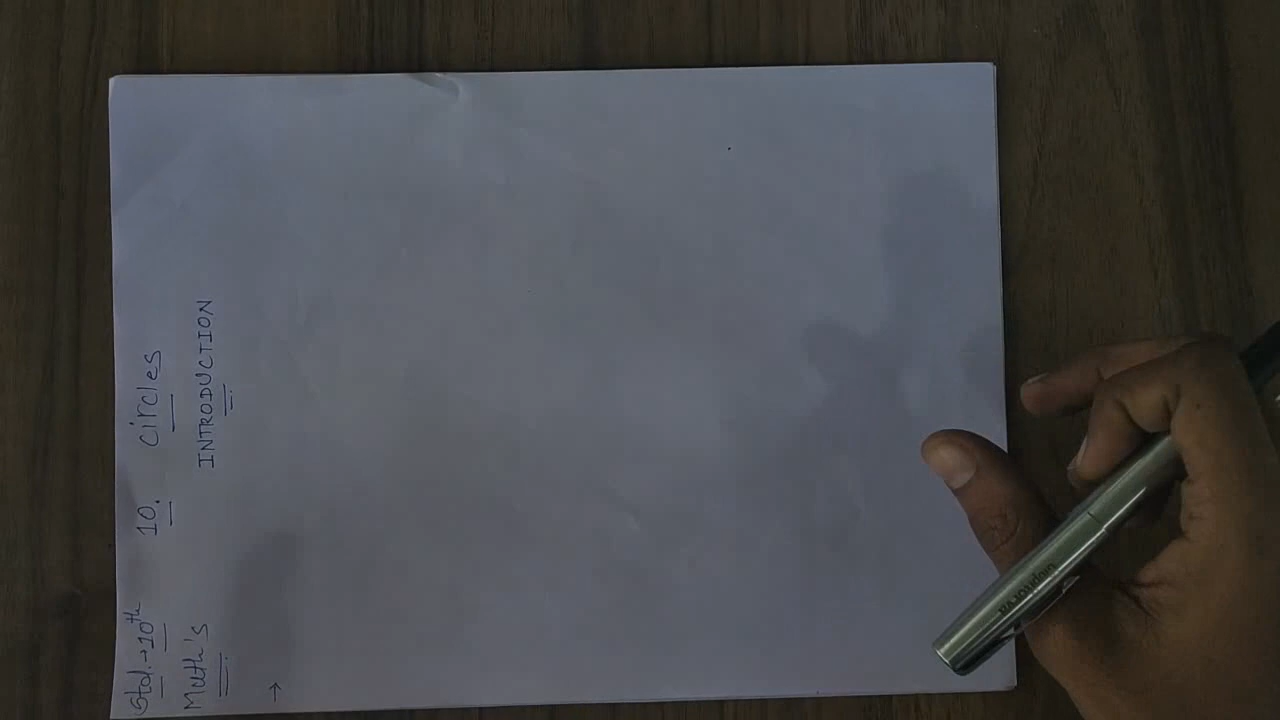 Std.→10th 10. Circles
Math's INTRODUCTION
→